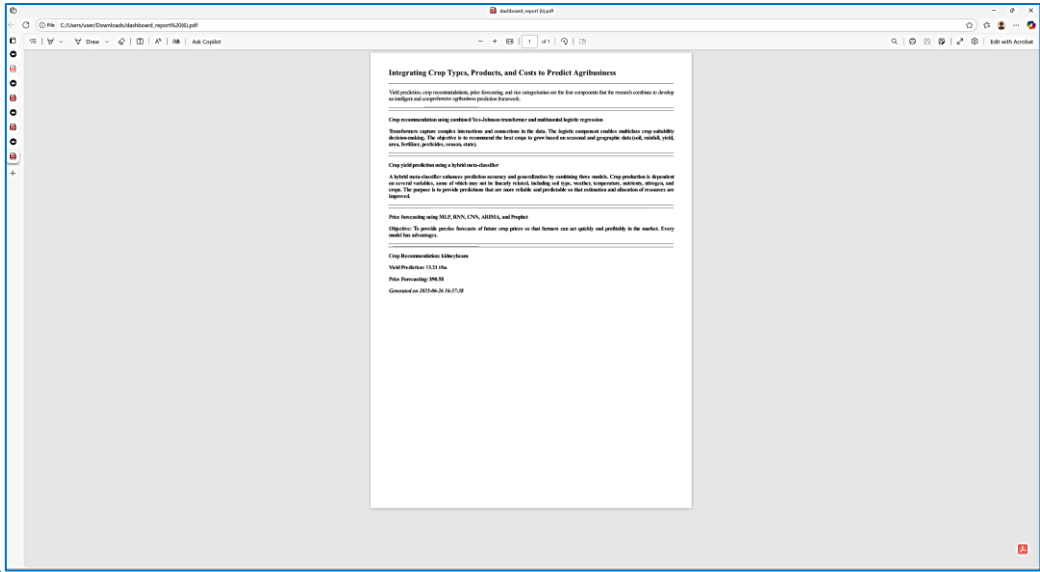 dashboard_report (6).pdf
File C:/Users/user/Downloads/dashboard_report%20(6).pdf
Draw Ask Copilot 1 of 1 Edit with Acrobat
Integrating Crop Types, Products, and Costs to Predict Agribusiness
Yield prediction, crop recommendations, price forecasting, and rice categorization are the four components that the research combines to develop
an intelligent and comprehensive agribusiness prediction framework.
Crop recommendation using combined Yeo-Johnson transformer and multinomial logistic regression
Transformers capture complex interactions and connections in the data. The logistic component enables multiclass crop suitability
decision-making. The objective is to recommend the best crops to grow based on seasonal and geographic data (soil, rainfall, yield,
area, fertilizer, pesticides, season, state).
Crop yield prediction using a hybrid meta-classifier
A hybrid meta-classifier enhances prediction accuracy and generalization by combining three models. Crop production is dependent
on several variables, some of which may not be linearly related, including soil type, weather, temperature, nutrients, nitrogen, and
crops. The purpose is to provide predictions that are more reliable and predictable so that estimation and allocation of resources are
improved.
Price forecasting using MLP, RNN, CNN, ARIMA, and Prophet
Objective: To provide precise forecasts of future crop prices so that farmers can act quickly and profitably in the market. Every
model has advantages.
Crop Recommendation: kidneybeans
Yield Prediction: 13.21 t/ha
Price Forecasting: $90.58
Generated on 2025-06-26 16:37:38